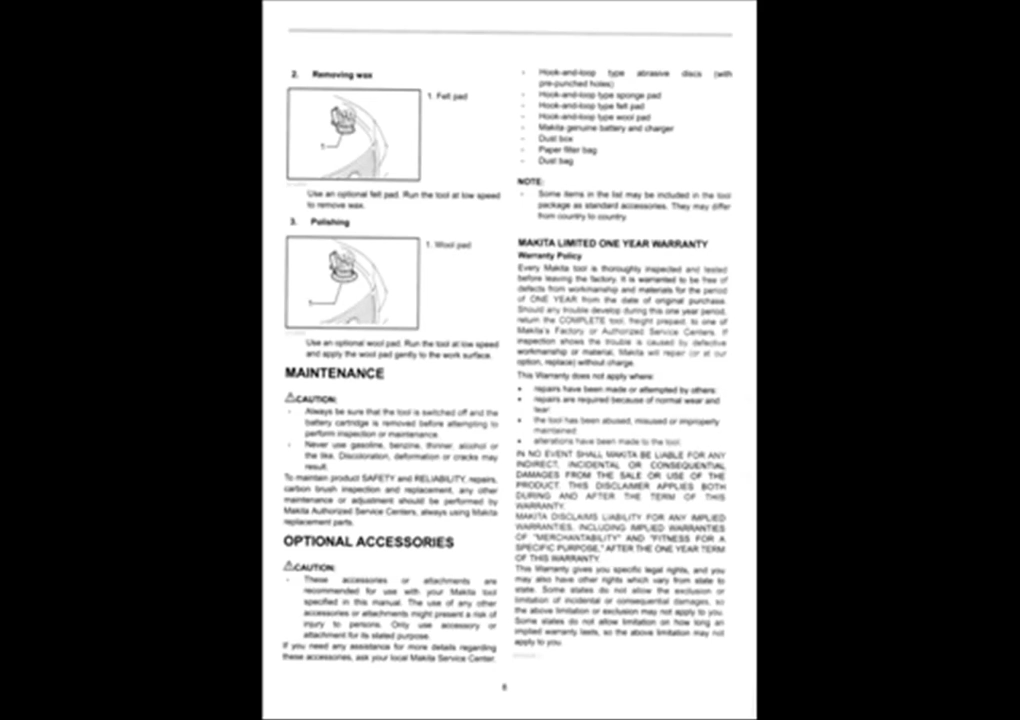 2. Removing wax
1. Felt pad
1
Use an optional felt pad. Run the tool at low speed
to remove wax.
3. Polishing
1. Wool pad
1
Use an optional wool pad. Run the tool at low speed
and apply the wool pad gently to the work surface.
MAINTENANCE
⚠CAUTION:
- Always be sure that the tool is switched off and the
battery cartridge is removed before attempting to
perform inspection or maintenance.
- Never use gasoline, benzine, thinner, alcohol or
the like. Discoloration, deformation or cracks may
result.
To maintain product SAFETY and RELIABILITY, repairs,
carbon brush inspection and replacement, any other
maintenance or adjustment should be performed by
Makita Authorized Service Centers, always using Makita
replacement parts.
OPTIONAL ACCESSORIES
⚠CAUTION:
- These accessories or attachments are
recommended for use with your Makita tool
specified in this manual. The use of any other
accessories or attachments might present a risk of
injury to persons. Only use accessory or
attachment for its stated purpose.
If you need any assistance for more details regarding
these accessories, ask your local Makita Service Center.
- Hook-and-loop type abrasive discs (with
pre-punched holes)
- Hook-and-loop type sponge pad
- Hook-and-loop type felt pad
- Hook-and-loop type wool pad
- Makita genuine battery and charger
- Dust box
- Paper filter bag
- Dust bag
NOTE:
- Some items in the list may be included in the tool
package as standard accessories. They may differ
from country to country.
MAKITA LIMITED ONE YEAR WARRANTY
Warranty Policy
Every Makita tool is thoroughly inspected and tested
before leaving the factory. It is warranted to be free of
defects from workmanship and materials for the period
of ONE YEAR from the date of original purchase.
Should any trouble develop during this one year period,
return the COMPLETE tool, freight prepaid, to one of
Makita's Factory or Authorized Service Centers. If
inspection shows the trouble is caused by defective
workmanship or material, Makita will repair (or at our
option, replace) without charge.
This Warranty does not apply where:
• repairs have been made or attempted by others:
• repairs are required because of normal wear and
tear:
• the tool has been abused, misused or improperly
maintained:
• alterations have been made to the tool.
IN NO EVENT SHALL MAKITA BE LIABLE FOR ANY
INDIRECT, INCIDENTAL OR CONSEQUENTIAL
DAMAGES FROM THE SALE OR USE OF THE
PRODUCT. THIS DISCLAIMER APPLIES BOTH
DURING AND AFTER THE TERM OF THIS
WARRANTY.
MAKITA DISCLAIMS LIABILITY FOR ANY IMPLIED
WARRANTIES, INCLUDING IMPLIED WARRANTIES
OF "MERCHANTABILITY" AND "FITNESS FOR A
SPECIFIC PURPOSE," AFTER THE ONE YEAR TERM
OF THIS WARRANTY.
This Warranty gives you specific legal rights, and you
may also have other rights which vary from state to
state. Some states do not allow the exclusion or
limitation of incidental or consequential damages, so
the above limitation or exclusion may not apply to you.
Some states do not allow limitation on how long an
implied warranty lasts, so the above limitation may not
apply to you.